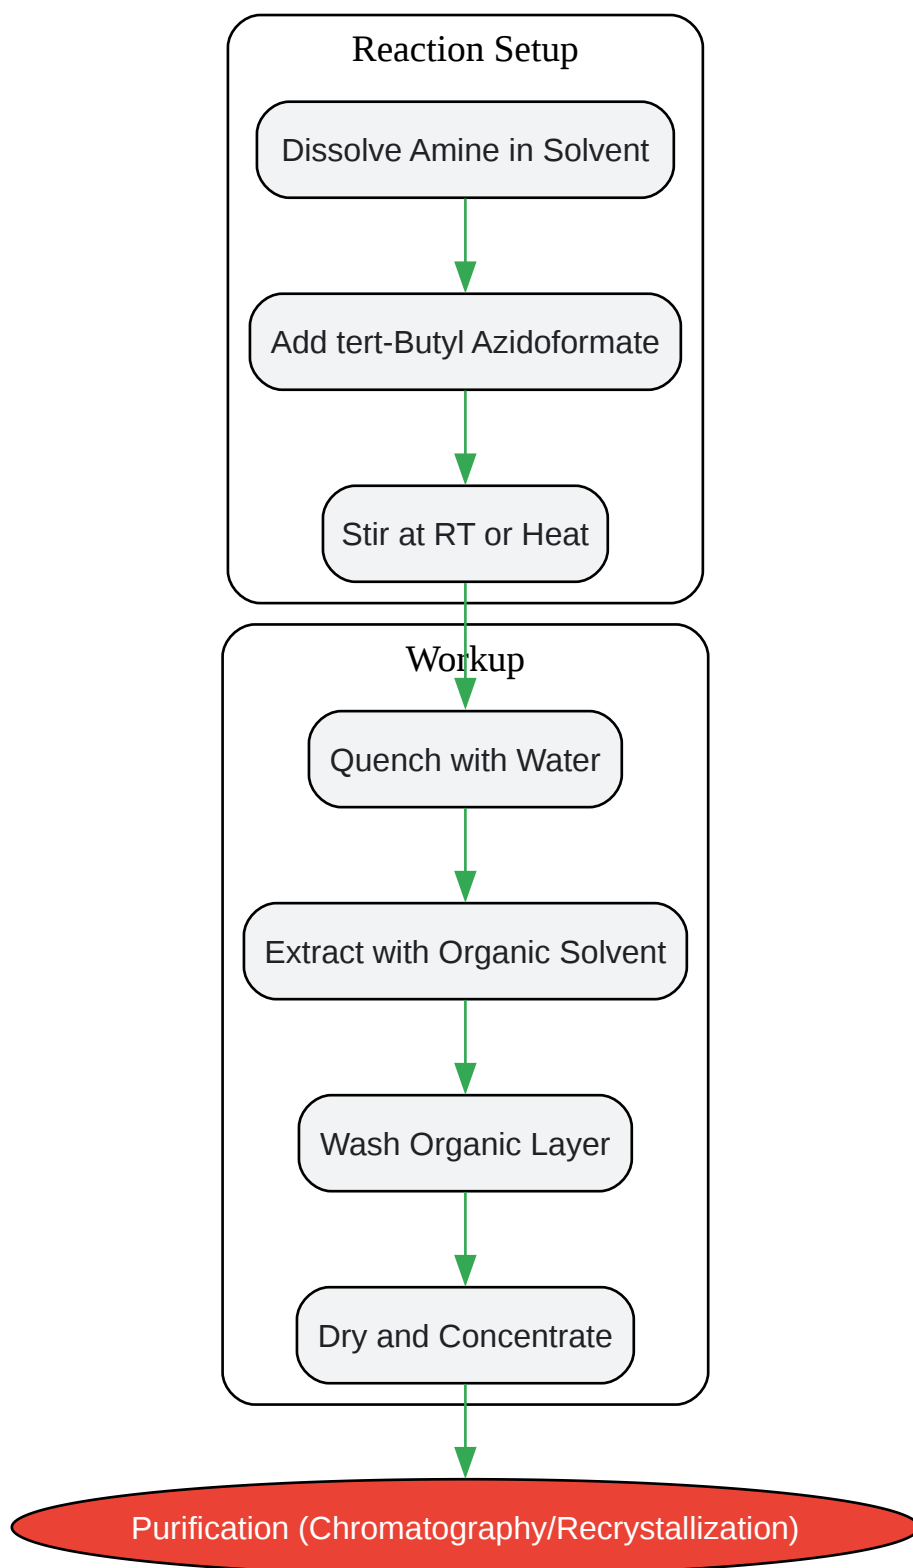 Reaction Setup
Dissolve Amine in Solvent
Add tert-Butyl Azidoformate
Stir at RT or Heat
Workup
Quench with Water
Extract with Organic Solvent
Wash Organic Layer
Dry and Concentrate
Purification (Chromatography/Recrystallization)